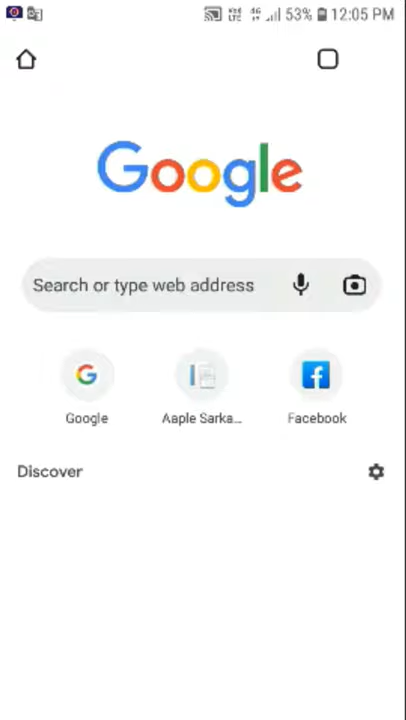 53% 12:05 PM
Google
Search or type web address
Google
Aaple Sarka...
Facebook
Discover